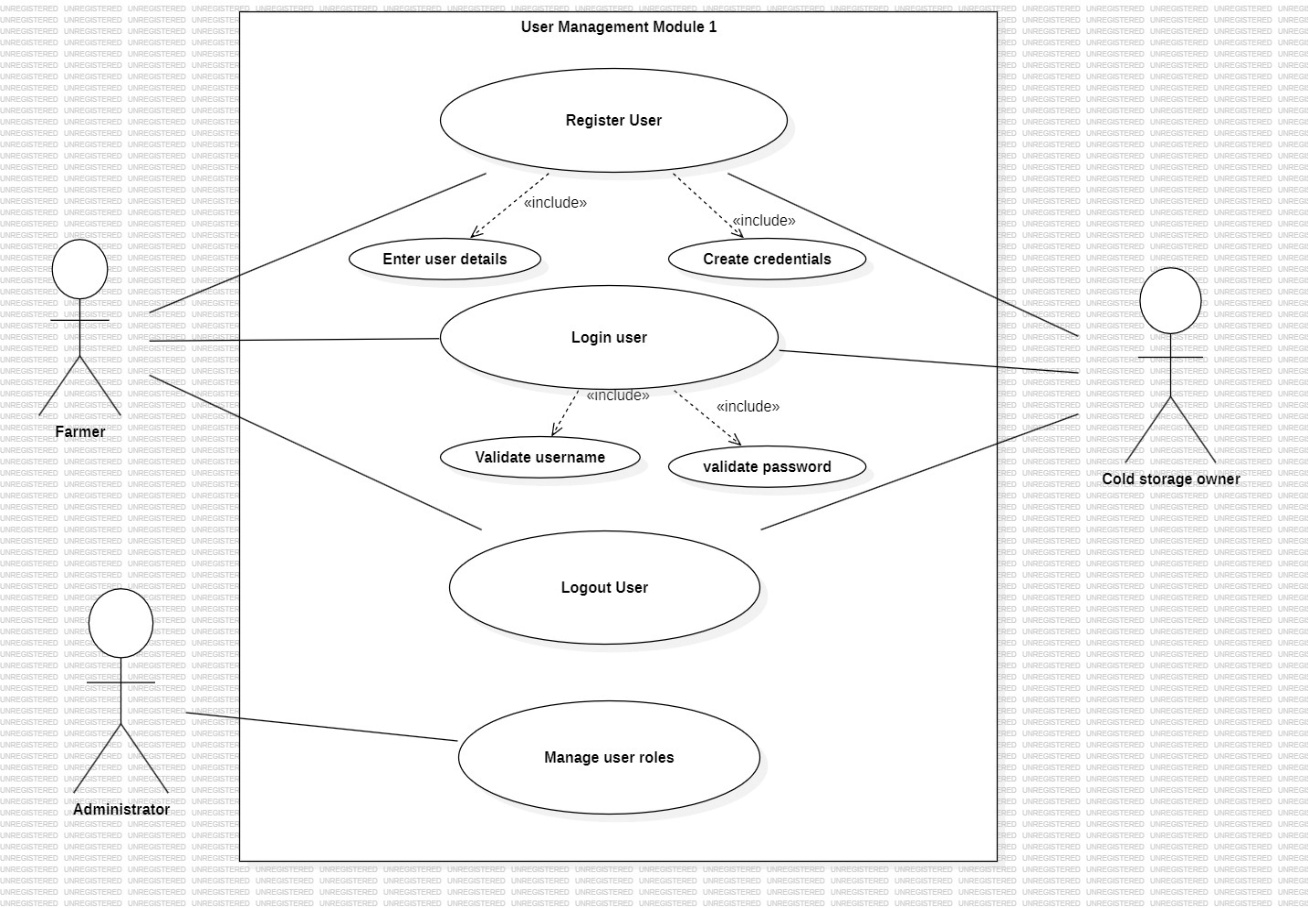 User Management Module 1
Register User
«include»
«include»
Enter user details
Create credentials
Login user
«include»
«include»
Validate username
validate password
Farmer
Cold storage owner
Logout User
Manage user roles
Administrator
UNREGISTERED